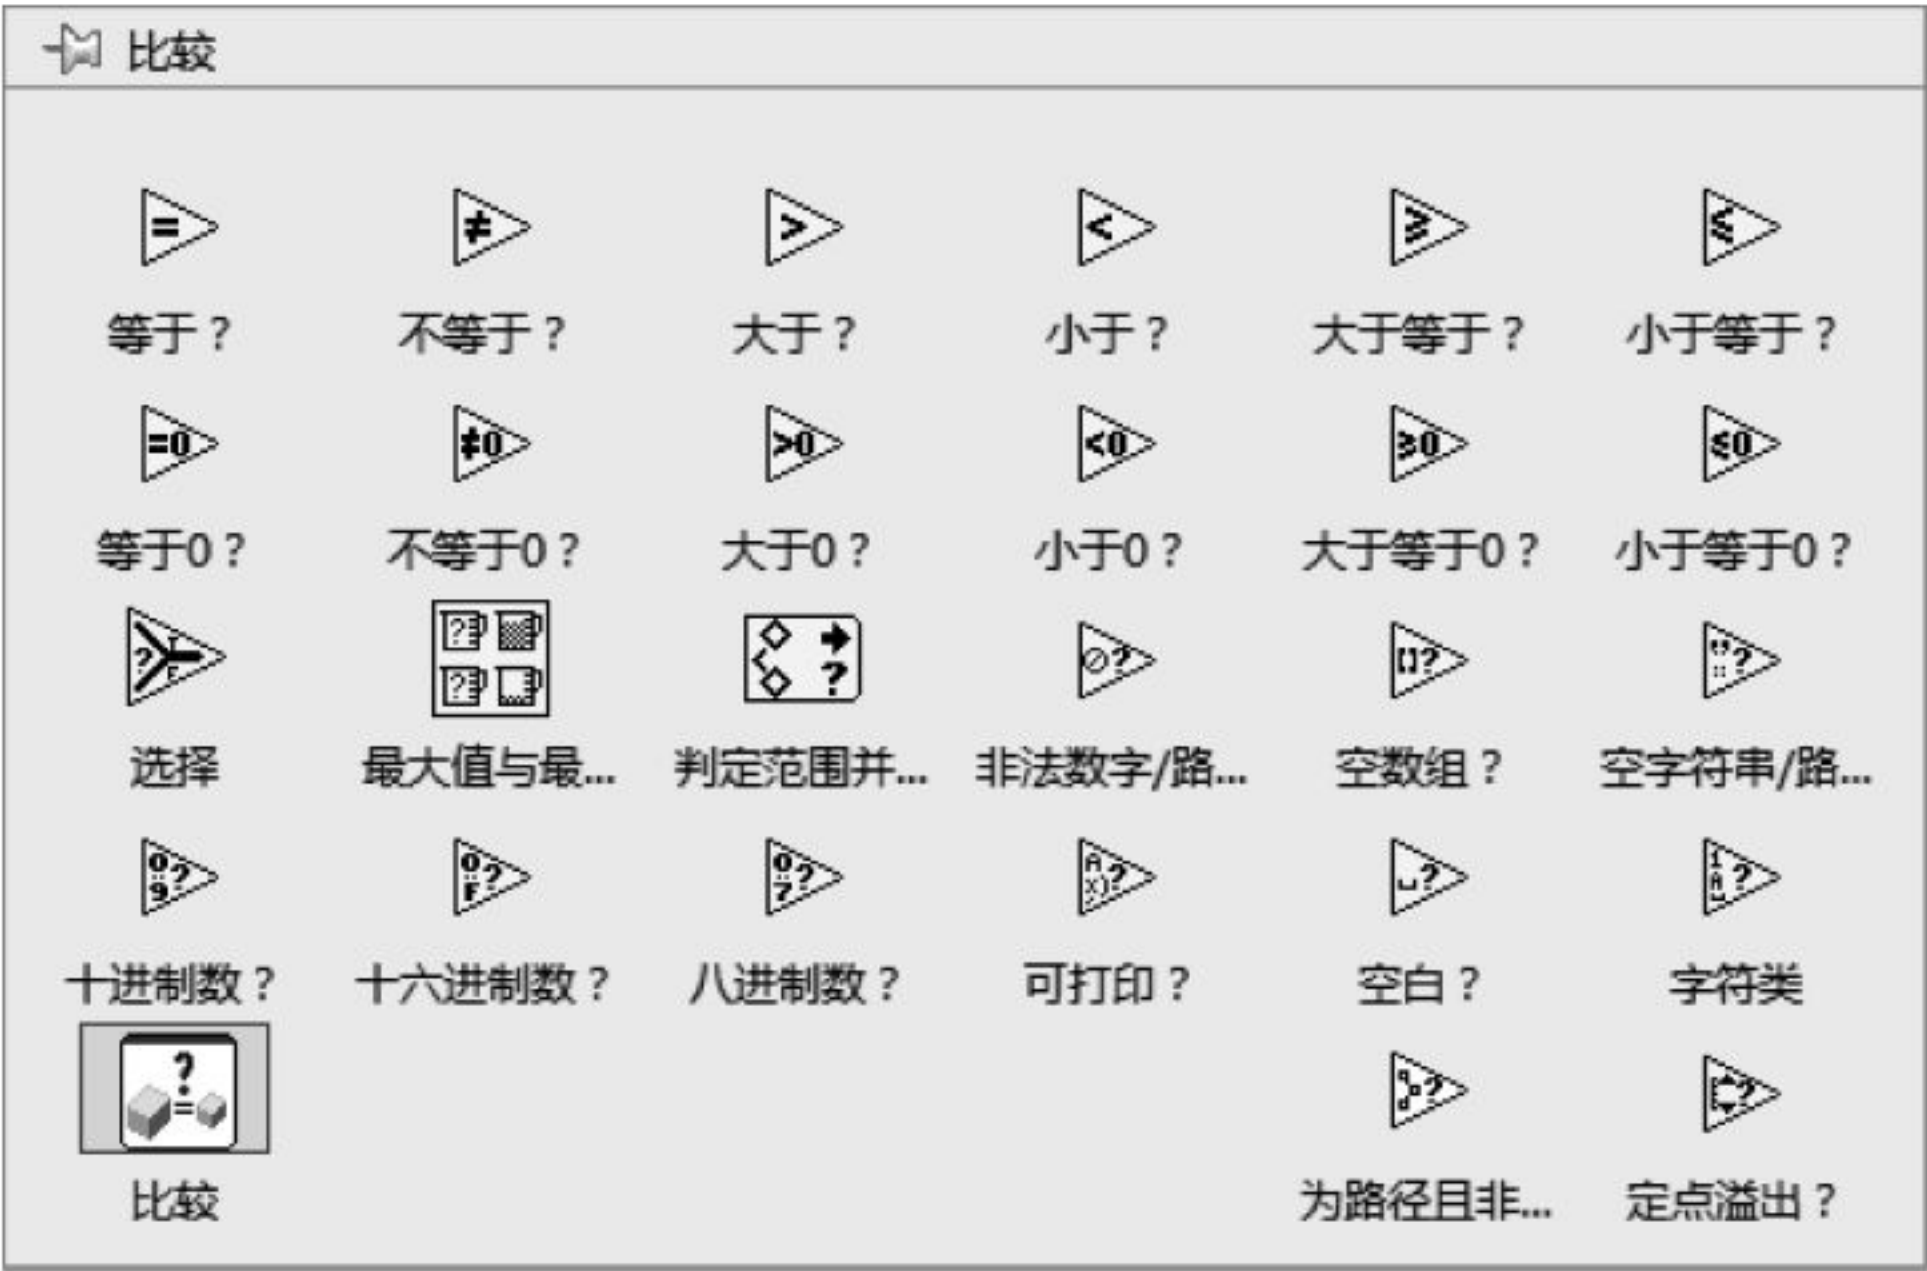 比较
等于？ 不等于？ 大于？ 小于？ 大于等于？ 小于等于？
等于0？ 不等于0？ 大于0？ 小于0？ 大于等于0？ 小于等于0？
选择 最大值与最... 判定范围并... 非法数字/路... 空数组？ 空字符串/路...
十进制数？ 十六进制数？ 八进制数？ 可打印？ 空白？ 字符类
比较 为路径且非... 定点溢出？